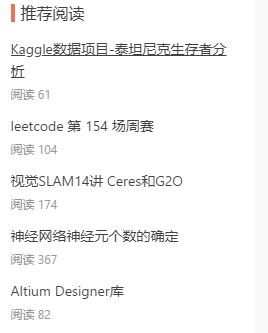 推荐阅读
Kaggle数据项目-泰坦尼克生存者分
析
阅读 61
leetcode 第 154 场周赛
阅读 104
视觉SLAM14讲 Ceres和G2O
阅读 174
神经网络神经元个数的确定
阅读 367
Altium Designer库
阅读 82